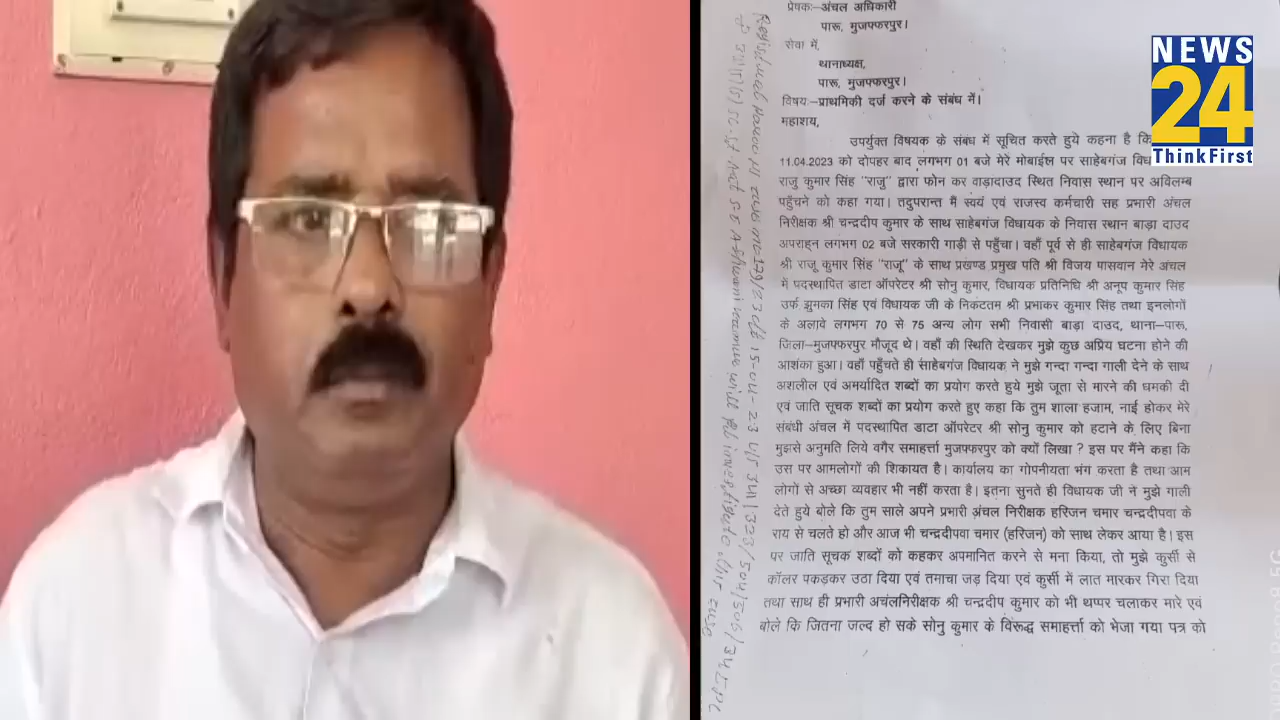 प्रेषकः–अंचल अधिकारी
पारू, मुजफ्फरपुर।
सेवा में,
थानाध्यक्ष,
पारू, मुजफ्फरपुर।
विषयः–प्राथमिकी दर्ज करने के संबंध में।
महाशय,
उपर्युक्त विषयक के संबंध में सूचित करते हुये कहना है कि
11.04.2023 को दोपहर बाद लगभग 01 बजे मेरे मोबाईल पर साहेबगंज
राजु कुमार सिंह "राजु" द्वारा फोन कर वाड़ादाउद स्थित निवास स्थान पर अविलम्ब
पहुँचने को कहा गया। तदुपरान्त मैं स्वयं एवं राजस्व कर्मचारी सह प्रभारी अंचल
निरीक्षक श्री चन्द्रदीप कुमार के साथ साहेबगंज विधायक के निवास स्थान बाड़ा दाउद
अपराहन लगभग 02 बजे सरकारी गाड़ी से पहुँचा। वहाँ पूर्व से ही साहेबगंज विधायक
श्री राजू कुमार सिंह "राजू" के साथ प्रखण्ड प्रमुख पति श्री विजय पासवान मेरे अंचल
में पदस्थापित डाटा ऑपरेटर श्री सोनु कुमार, विधायक प्रतिनिधि श्री अनूप कुमार सिंह
उर्फ झुमका सिंह एवं विधायक जी के निकटतम श्री प्रभाकर कुमार सिंह तथा इनलोगों
के अलावे लगभग 70 से 75 अन्य लोग सभी निवासी बाड़ा दाउद, थाना–पारू,
जिला–मुजफ्फरपुर मौजूद थे। वहाँ की स्थिति देखकर मुझे कुछ अप्रिय घटना होने की
आशंका हुआ। वहाँ पहुँचते ही साहेबगंज विधायक ने मुझे गन्दा गन्दा गाली देने के साथ
अशलील एवं अमर्यादित शब्दों का प्रयोग करते हुये मुझे जूता से मारने की धमकी दी
एवं जाति सूचक शब्दों का प्रयोग करते हुए कहा कि तुम शाला हजाम, नाई होकर मेरे
संबंधी अंचल में पदस्थापित डाटा ऑपरेटर श्री सोनु कुमार को हटाने के लिए बिना
मुझसे अनुमति लिये वगैर समाहर्त्ता मुजफ्फरपुर को क्यों लिखा ? इस पर मैंने कहा कि
उस पर आमलोगों की शिकायत है। कार्यालय का गोपनीयता भंग करता है तथा आम
लोगों से अच्छा व्यवहार भी नहीं करता है। इतना सुनते ही विधायक जी ने मुझे गाली
देते हुये बोले कि तुम साले अपने प्रभारी अंचल निरीक्षक हरिजन चमार चन्द्रदीपवा के
राय से चलते हो और आज भी चन्द्रदीपवा चमार (हरिजन) को साथ लेकर आया है। इस
पर जाति सूचक शब्दों को कहकर अपमानित करने से मना किया, तो मुझे कुर्सी से
कॉलर पकड़कर उठा दिया एवं तमाचा जड़ दिया एवं कुर्सी में लात मारकर गिरा दिया
तथा साथ ही प्रभारी अचंलनिरीक्षक श्री चन्द्रदीप कुमार को भी थप्पर चलाकर मारे एवं
बोले कि जितना जल्द हो सके सोनु कुमार के विरूद्ध समाहर्त्ता को भेजा गया पत्र को
NEWS
24
ThinkFirst